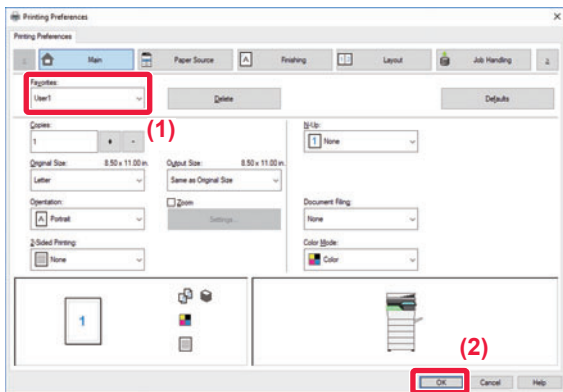 Printing Preferences
Printing Preferences
Main Paper Source Finishing Layout Job Handling
Favorites:
User1 Delete Defaults
(1)
Copies: N-Up:
1 + - 1 None
Original Size: 8.50 x 11.00 in. Output Size: 8.50 x 11.00 in.
Letter Same as Original Size
Orientation: Zoom Document Filing:
A Portrait Settings... None
2-Sided Printing: Color Mode:
None Color
1
(2)
OK Cancel Help